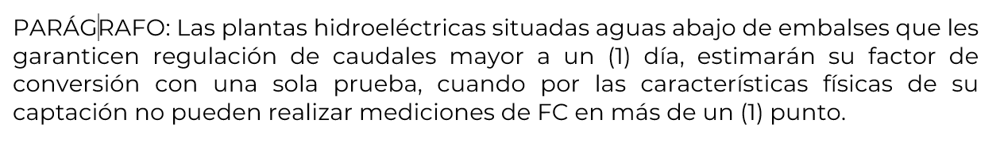 PARÁGRAFO: Las plantas hidroeléctricas situadas aguas abajo de embalses que les
garanticen regulación de caudales mayor a un (1) día, estimarán su factor de
conversión con una sola prueba, cuando por las características físicas de su
captación no pueden realizar mediciones de FC en más de un (1) punto.